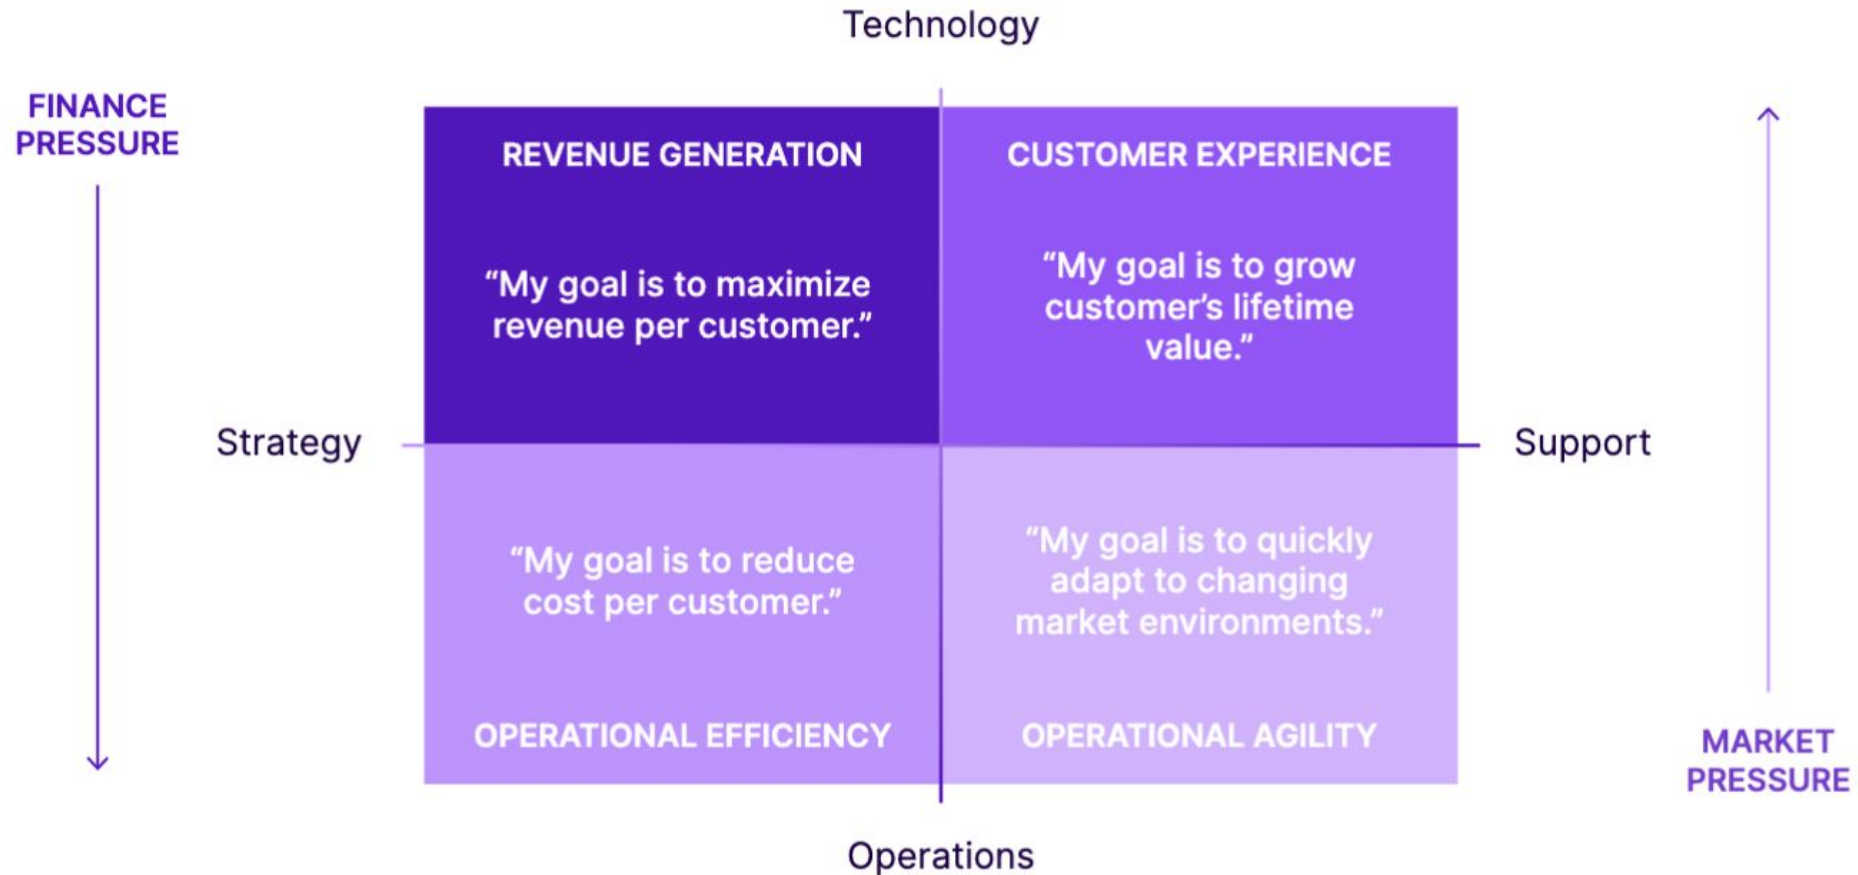 Technology
FINANCE
PRESSURE
REVENUE GENERATION
“My goal is to maximize
revenue per customer.”
CUSTOMER EXPERIENCE
“My goal is to grow
customer’s lifetime
value.”
Strategy
Support
“My goal is to reduce
cost per customer.”
OPERATIONAL EFFICIENCY
“My goal is to quickly
adapt to changing
market environments.”
OPERATIONAL AGILITY
MARKET
PRESSURE
Operations